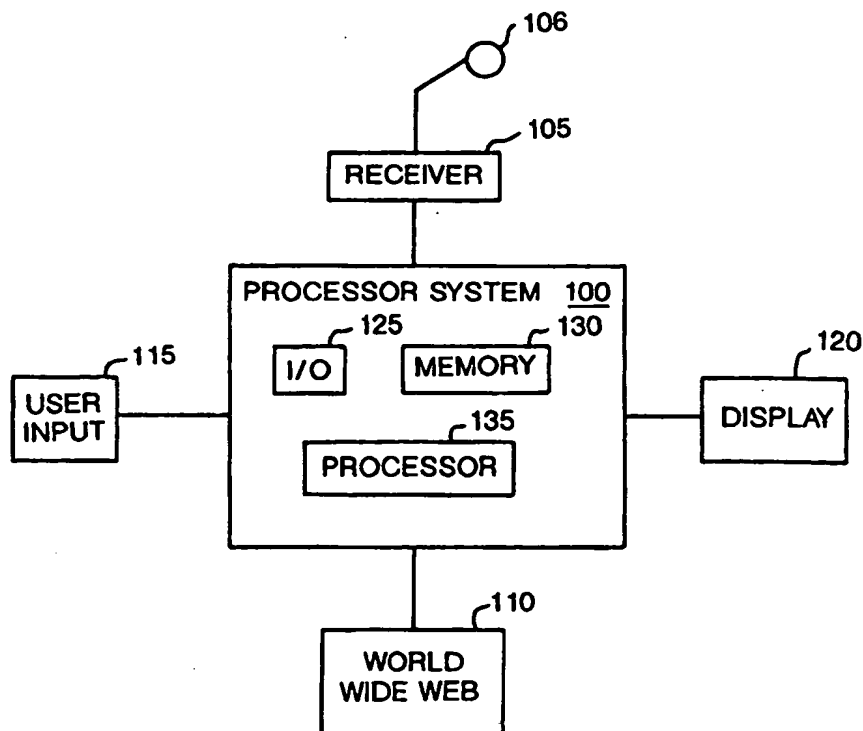 106
105
RECEIVER
PROCESSOR SYSTEM 100
125
130
I/O
MEMORY
115
USER
INPUT
120
DISPLAY
135
PROCESSOR
110
WORLD
WIDE WEB